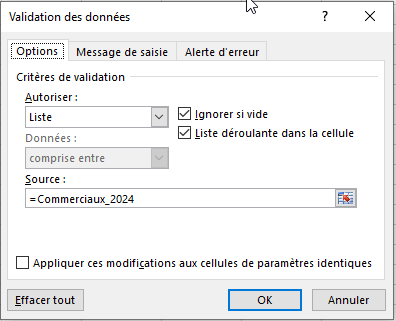 Validation des données
Options
Message de saisie
Alerte d'erreur
Critères de validation
Autoriser :
Liste
Ignorer si vide
Liste déroulante dans la cellule
Données :
comprise entre
Source :
=Commerciaux_2024
Appliquer ces modifications aux cellules de paramètres identiques
Effacer tout
OK
Annuler